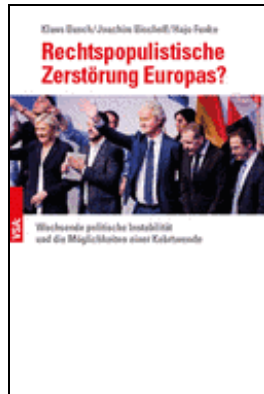 Klaus Busch/Joachim Bischoff/Hajo Funke
Rechtspopulistische
Zerstörung Europas?
VSA:
Wachsende politische Instabilität
und die Möglichkeiten einer Kehrtwende